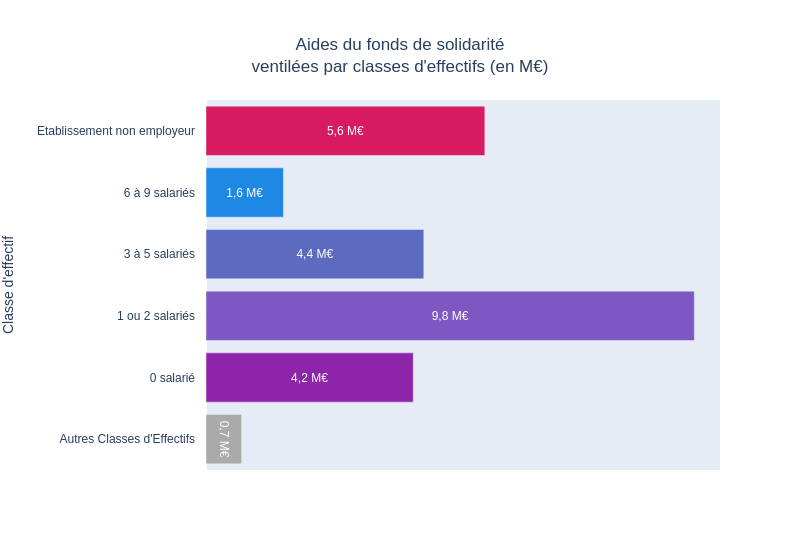 Aides du fonds de solidarité
ventilées par classes d'effectifs (en M€)
Classe d'effectif
Etablissement non employeur
5,6 M€
6 à 9 salariés
1,6 M€
3 à 5 salariés
4,4 M€
1 ou 2 salariés
9,8 M€
0 salarié
4,2 M€
Autres Classes d'Effectifs
0,7 M€